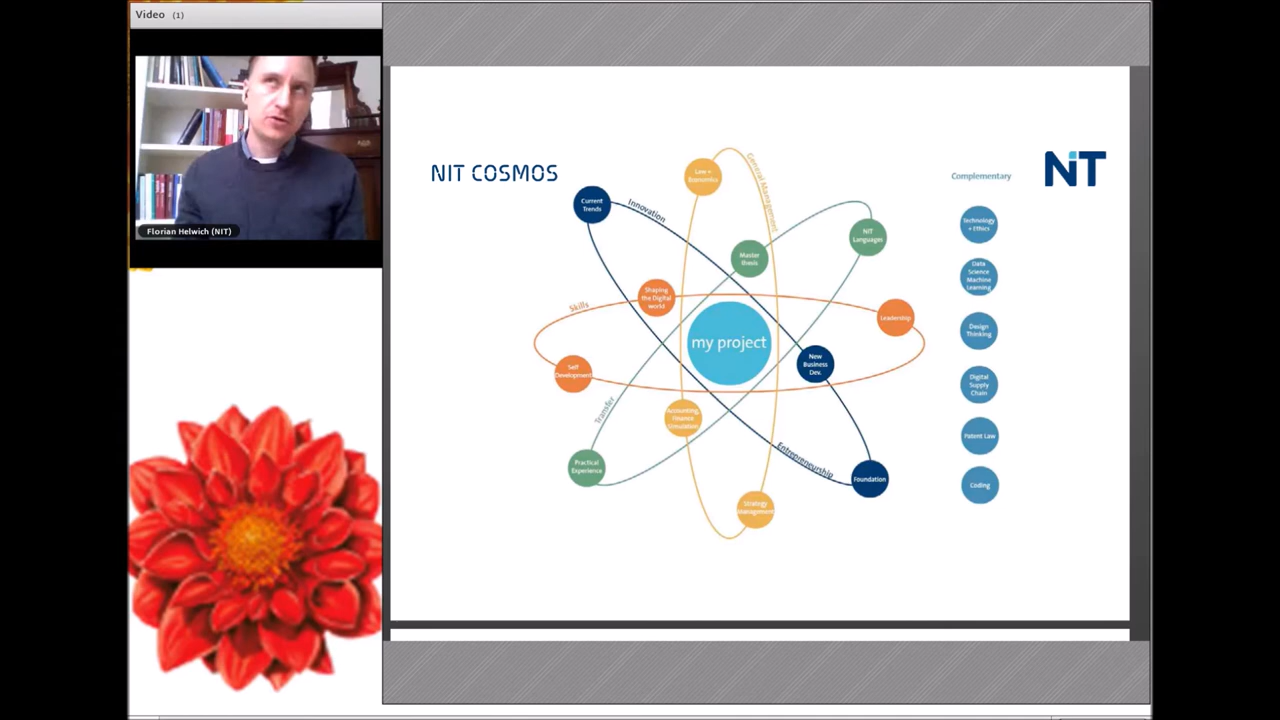 Video (1)
Florian Helwich (NIT)
NIT COSMOS
NiT
Complementary
General Management
Law +
Economics
Current
Trends
Innovation
NIT
Languages
Master
thesis
Shaping
the Digital
world
Skills
Leadership
my project
New
Business
Dev.
Self
Development
Transfer
Accounting,
Finance
Simulation
Entrepreneurship
Practical
Experience
Foundation
Strategy
Management
Technology
+ Ethics
Data
Science
Machine
Learning
Design
Thinking
Digital
Supply
Chain
Patent Law
Coding